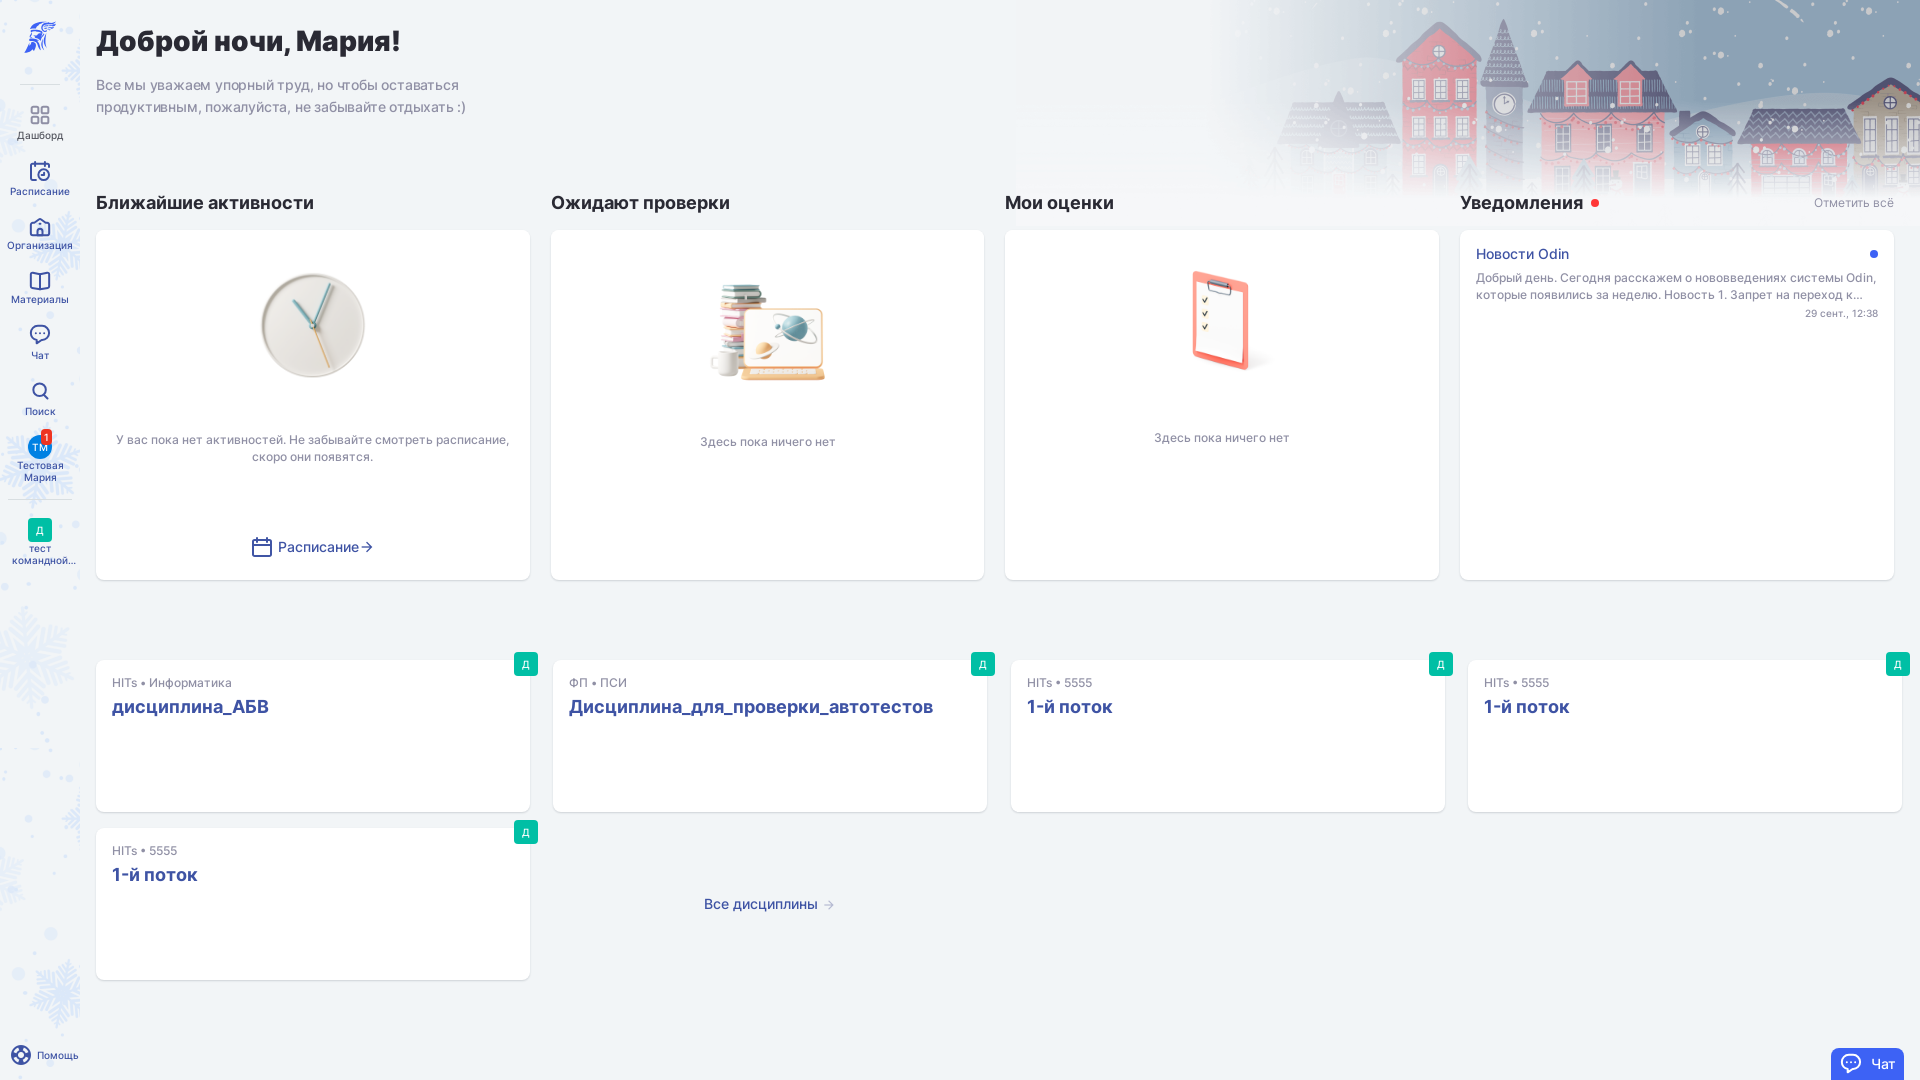 Доброй ночи, Мария!
Все мы уважаем упорный труд, но чтобы оставаться
продуктивным, пожалуйста, не забывайте отдыхать :)
Дашборд
Расписание
Организация
Материалы
Чат
Поиск
ТМ
1
Тестовая
Мария
Д
тест
командной...
Помощь
Ближайшие активности
У вас пока нет активностей. Не забывайте смотреть расписание,
скоро они появятся.
Расписание
Ожидают проверки
Здесь пока ничего нет
Мои оценки
Здесь пока ничего нет
Уведомления
Отметить всё
Новости Odin
Добрый день. Сегодня расскажем о нововведениях системы Odin,
которые появились за неделю. Новость 1. Запрет на переход к...
29 сент., 12:38
Д
HITs • Информатика
дисциплина_АБВ
Д
ФП • ПСИ
Дисциплина_для_проверки_автотестов
Д
HITs • 5555
1-й поток
Д
HITs • 5555
1-й поток
Д
HITs • 5555
1-й поток
Все дисциплины
Чат